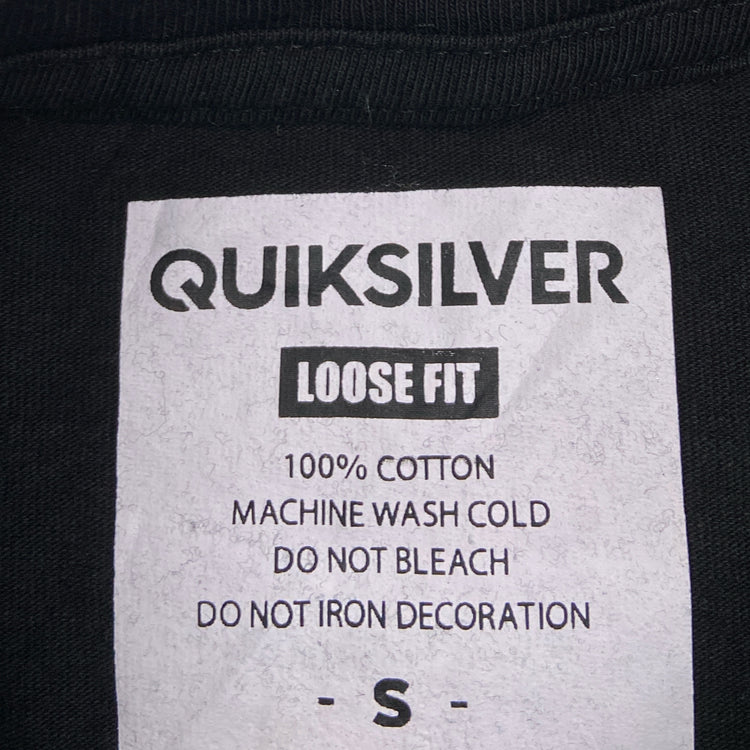 QUIKSILVER
LOOSE FIT
100% COTTON
MACHINE WASH COLD
DO NOT BLEACH
DO NOT IRON DECORATION
- S -